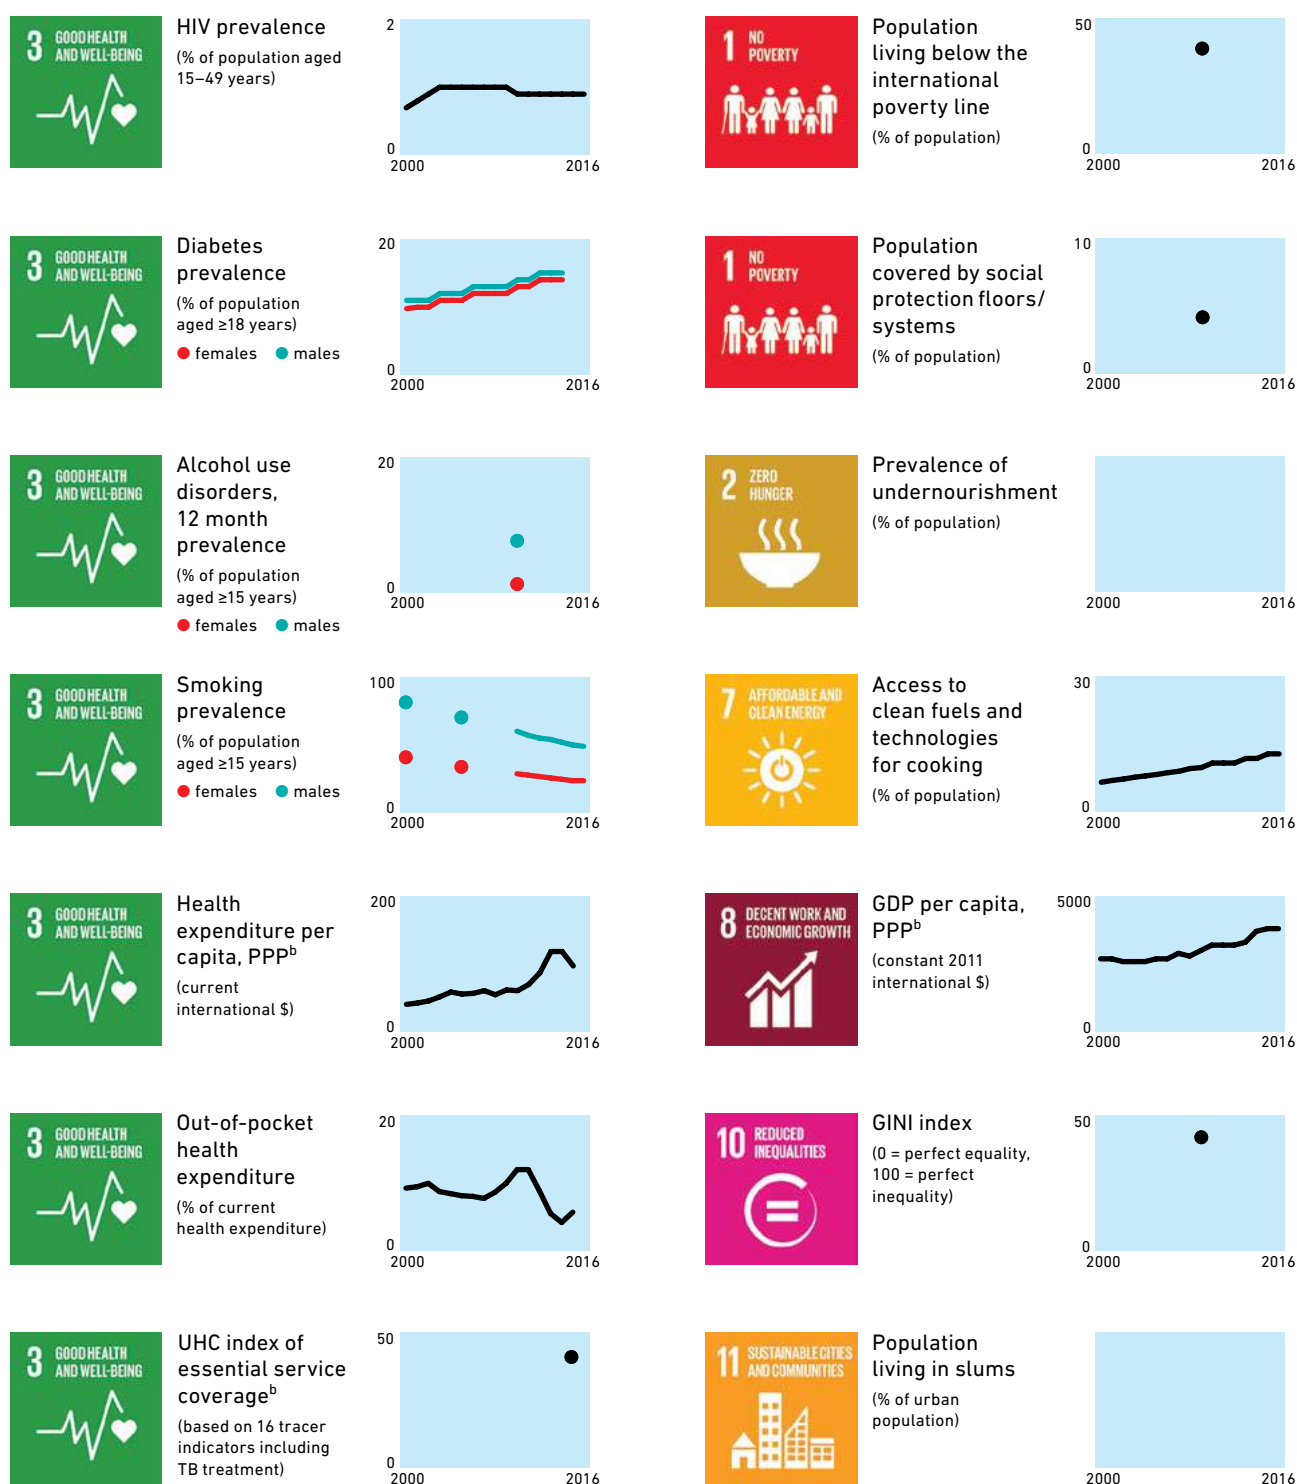 3 GOOD HEALTH
AND WELL-BEING
HIV prevalence
(% of population aged
15–49 years)
2
0
2000 2016
3 GOOD HEALTH
AND WELL-BEING
Diabetes
prevalence
(% of population
aged ≥18 years)
females males
20
0
2000 2016
3 GOOD HEALTH
AND WELL-BEING
Alcohol use
disorders,
12 month
prevalence
(% of population
aged ≥15 years)
females males
20
0
2000 2016
3 GOOD HEALTH
AND WELL-BEING
Smoking
prevalence
(% of population
aged ≥15 years)
females males
100
0
2000 2016
3 GOOD HEALTH
AND WELL-BEING
Health
expenditure per
capita, PPPb
(current
international $)
200
0
2000 2016
3 GOOD HEALTH
AND WELL-BEING
Out-of-pocket
health
expenditure
(% of current
health expenditure)
20
0
2000 2016
3 GOOD HEALTH
AND WELL-BEING
UHC index of
essential service
coverageb
(based on 16 tracer
indicators including
TB treatment)
50
0
2000 2016
1 NO
POVERTY
Population
living below the
international
poverty line
(% of population)
50
0
2000 2016
1 NO
POVERTY
Population
covered by social
protection floors/
systems
(% of population)
10
0
2000 2016
2 ZERO
HUNGER
Prevalence of
undernourishment
(% of population)
2000 2016
7 AFFORDABLE AND
CLEAN ENERGY
Access to
clean fuels and
technologies
for cooking
(% of population)
30
0
2000 2016
8 DECENT WORK AND
ECONOMIC GROWTH
GDP per capita,
PPPb
(constant 2011
international $)
5000
0
2000 2016
10 REDUCED
INEQUALITIES
GINI index
(0 = perfect equality,
100 = perfect
inequality)
50
0
2000 2016
11 SUSTAINABLE CITIES
AND COMMUNITIES
Population
living in slums
(% of urban
population)
2000 2016